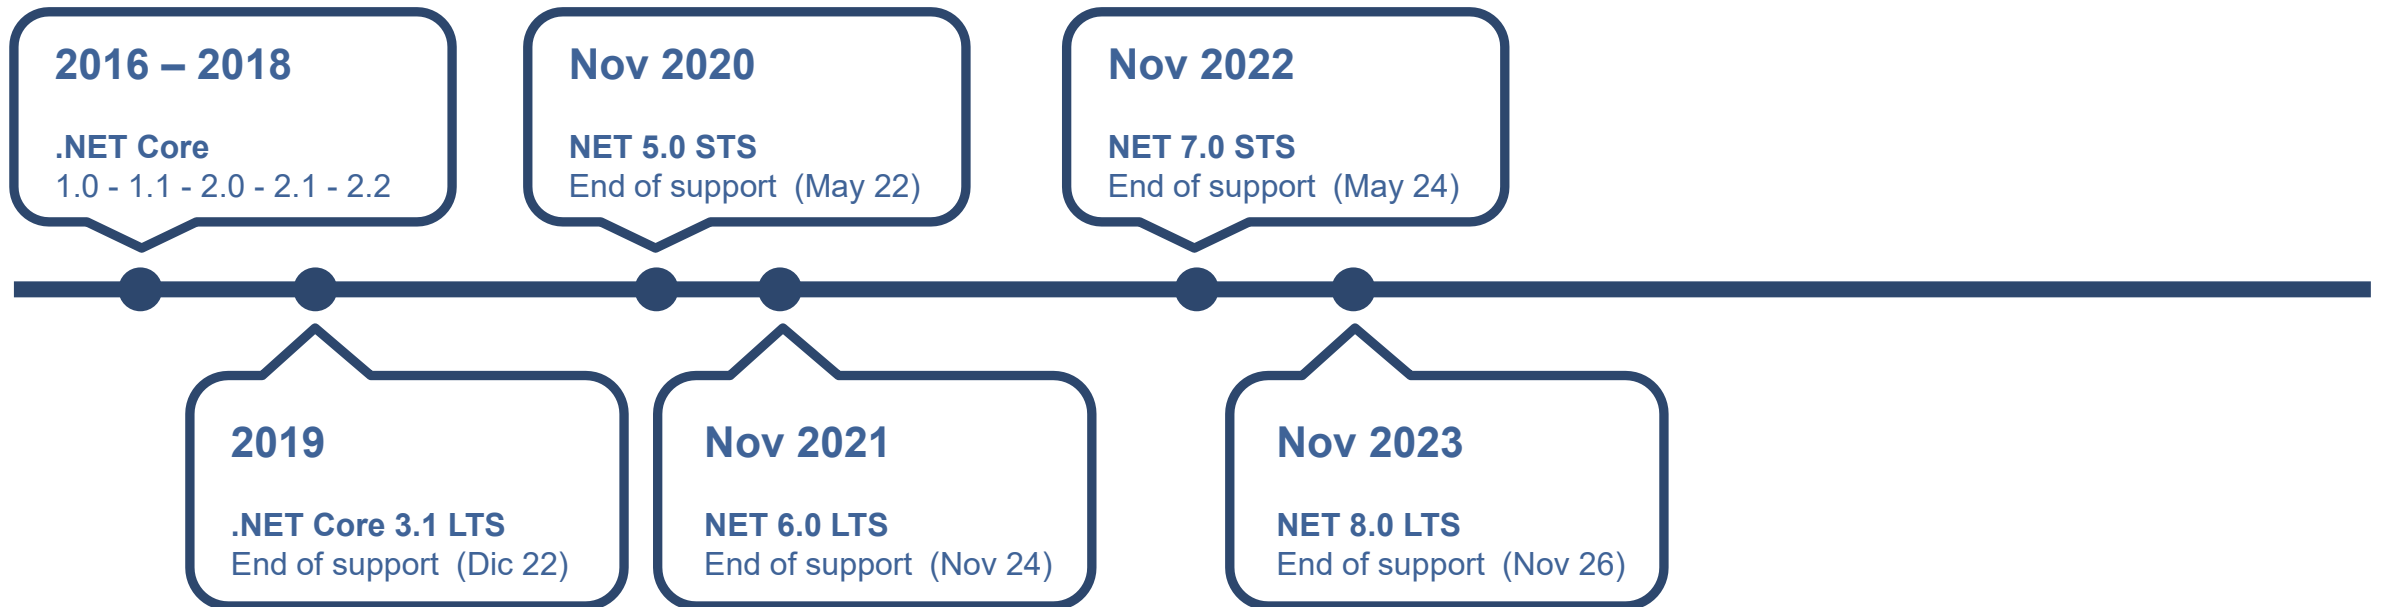 2016 – 2018
.NET Core
1.0 - 1.1 - 2.0 - 2.1 - 2.2
Nov 2020
NET 5.0 STS
End of support  (May 22)
Nov 2022
NET 7.0 STS
End of support  (May 24)
2019
.NET Core 3.1 LTS
End of support  (Dic 22)
Nov 2021
NET 6.0 LTS
End of support  (Nov 24)
Nov 2023
NET 8.0 LTS
End of support  (Nov 26)